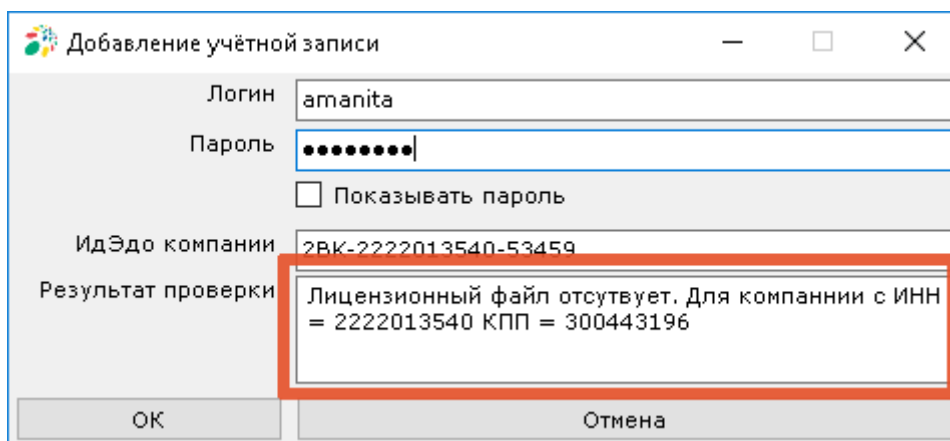 Добавление учётной записи
Логин
amanita
Пароль
●●●●●●●●
Показывать пароль
ИдЭдо компании
2BK-2222013540-53459
Результат проверки
Лицензионный файл отсутвует. Для компаннии с ИНН
= 2222013540 КПП = 300443196
ОК
Отмена